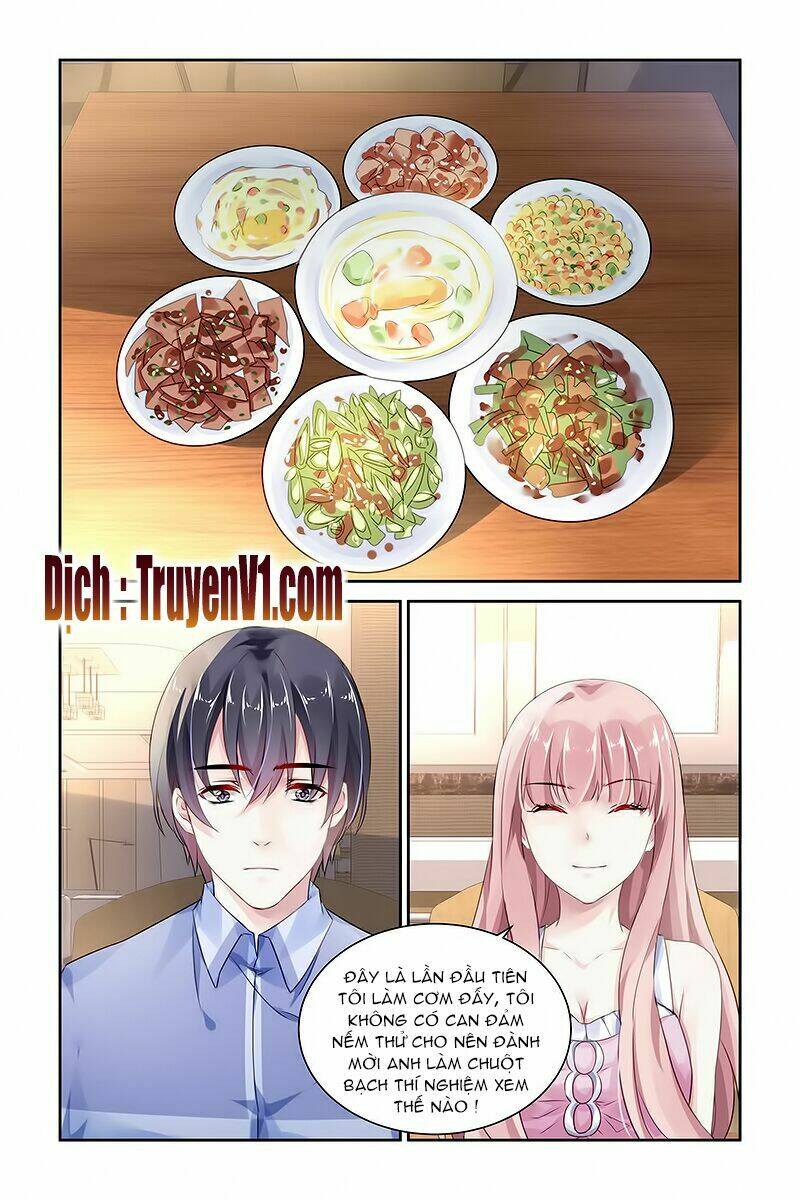 Dịch : TruyenV1.com
ĐÂY LÀ LẦN ĐẦU TIÊN
TÔI LÀM CƠM ĐẤY, TÔI
KHÔNG CÓ CAN ĐẢM
NẾM THỬ CHO NÊN ĐÀNH
MỜI ANH LÀM CHUỘT
BẠCH THÍ NGHIỆM XEM
THẾ NÀO !